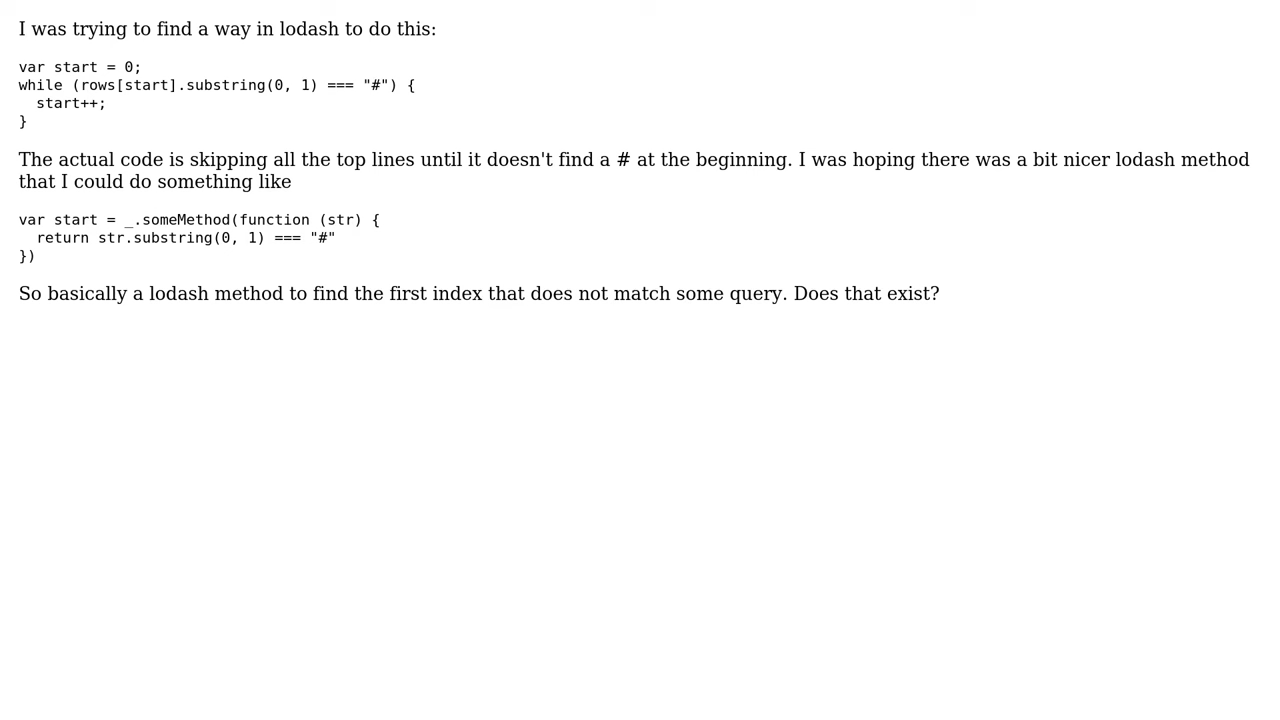 I was trying to find a way in lodash to do this:
var start = 0;
while (rows[start].substring(0, 1) === "#") {
  start++;
}
The actual code is skipping all the top lines until it doesn't find a # at the beginning. I was hoping there was a bit nicer lodash method
that I could do something like
var start = _.someMethod(function (str) {
  return str.substring(0, 1) === "#"
})
So basically a lodash method to find the first index that does not match some query. Does that exist?